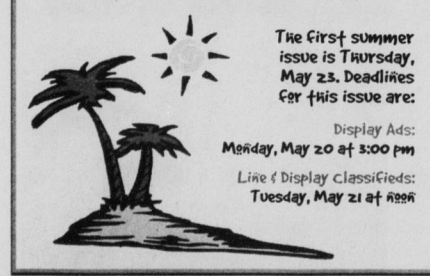 The first summer
issue is Thursday,
May 23. Deadlines
for this issue are:
Display Ads:
Monday, May 20 at 3:00 pm
Line & Display Classifieds:
Tuesday, May 21 at noon